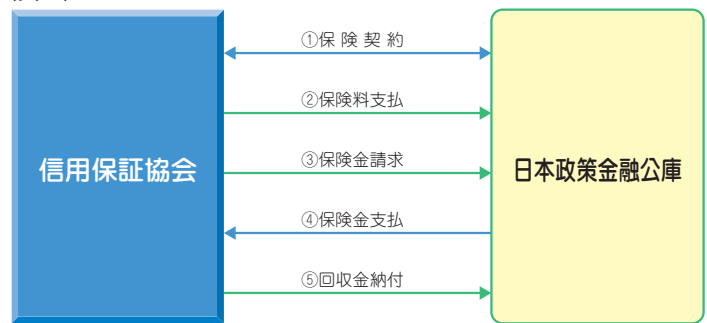 ①保険契約
②保険料支払
③保険金請求
信用保証協会
日本政策金融公庫
④保険金支払
⑤回収金納付